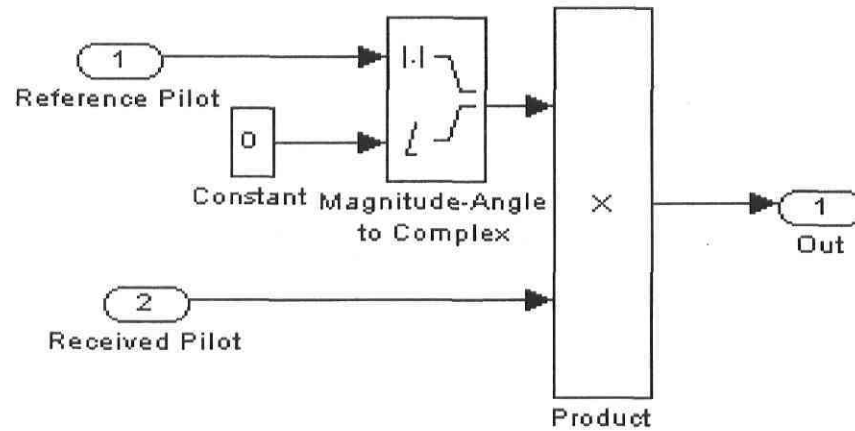 1
Reference Pilot
0
Constant
|.|
Magnitude-Angle
to Complex
2
Received Pilot
×
Product
1
Out